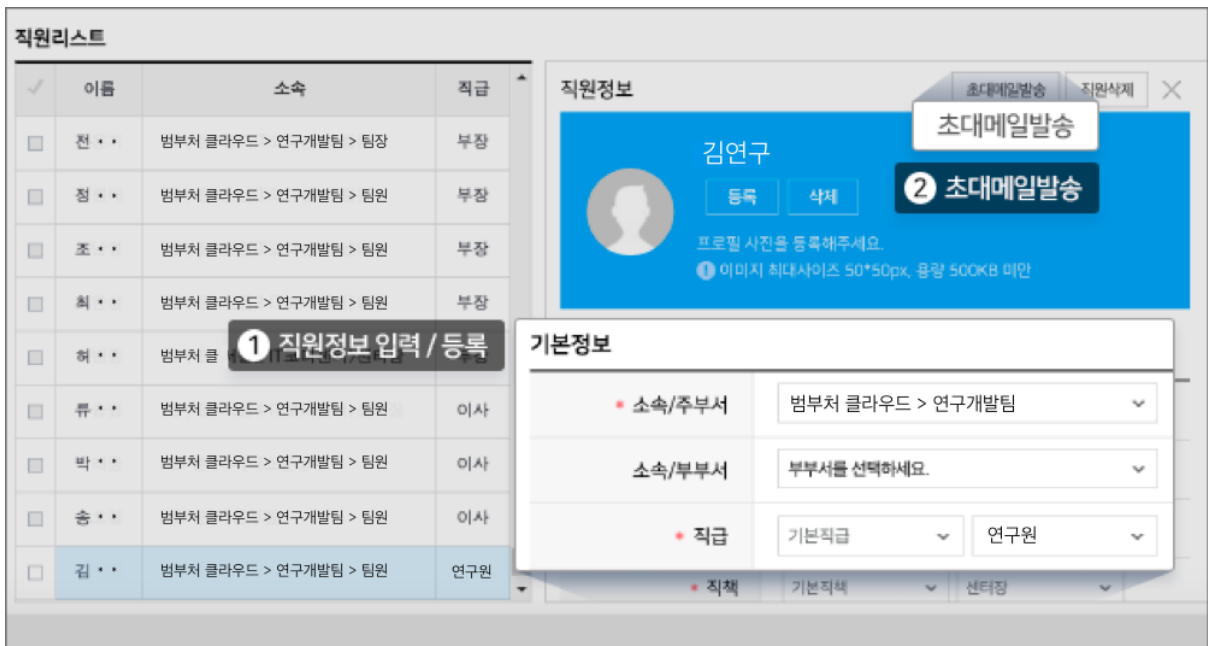 직원리스트
이름 소속 직급
전 • • 범부처 클라우드 > 연구개발팀 > 팀장 부장
정 • • 범부처 클라우드 > 연구개발팀 > 팀원 부장
조 • • 범부처 클라우드 > 연구개발팀 > 팀원 부장
최 • • 범부처 클라우드 > 연구개발팀 > 팀원 부장
허 • • 범부처 클
류 • • 범부처 클라우드 > 연구개발팀 > 팀원 이사
박 • • 범부처 클라우드 > 연구개발팀 > 팀원 이사
송 • • 범부처 클라우드 > 연구개발팀 > 팀원 이사
김 • • 범부처 클라우드 > 연구개발팀 > 팀원 연구원
1 직원정보 입력 / 등록
직원정보 초대메일발송 직원삭제
초대메일발송
2 초대메일발송
김연구
등록 삭제
프로필 사진을 등록해주세요.
이미지 최대사이즈 50*50px, 용량 500KB 미만
기본정보
* 소속/주부서 범부처 클라우드 > 연구개발팀
소속/부부서 부부서를 선택하세요.
* 직급 기본직급 연구원
* 직책 기본직책 센터장